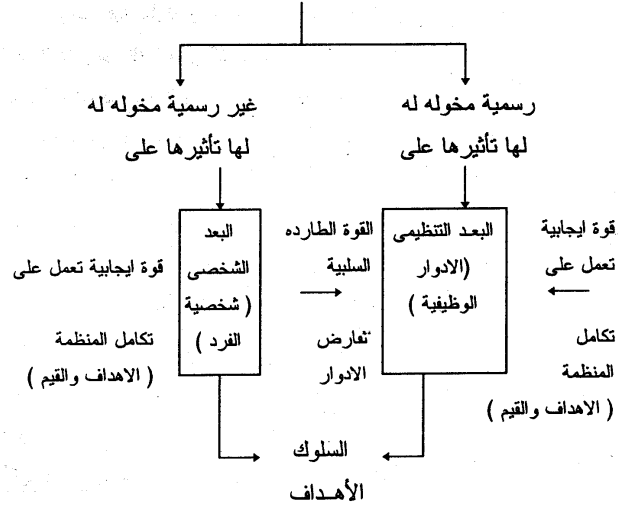 رسمية مخوله له
لها تأثيرها على
غير رسمية مخوله له
لها تأثيرها على
قوة ايجابية
تعمل على
تكامل
المنظمة
( الاهداف والقيم )
البعد التنظيمى
(الادوار
الوظيفية )
القوة الطارده
السلبية
تفارض
الادوار
البعد
الشخصى
( شخصية
الفرد )
قوة ايجابية تعمل على
تكامل المنظمة
( الاهداف والقيم )
السلوك
الأهداف